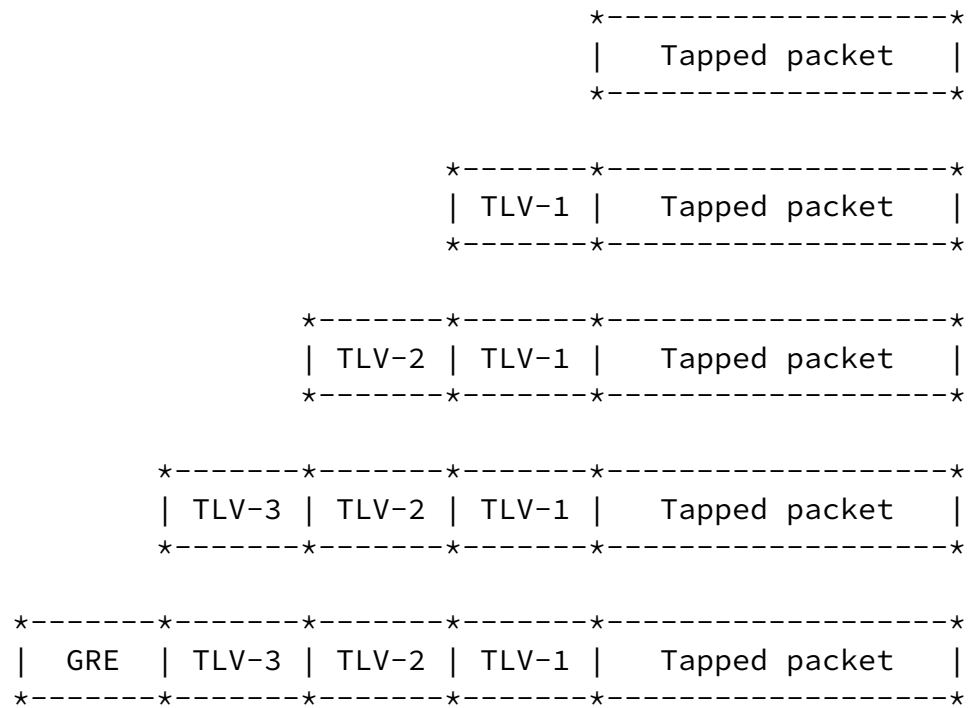 Tapped packet
TLV-1 | Tapped packet
TLV-2 | TLV-1 | Tapped packet
TLV-3 | TLV-2 | TLV-1 | Tapped packet
GRE | TLV-3 | TLV-2 | TLV-1 | Tapped packet